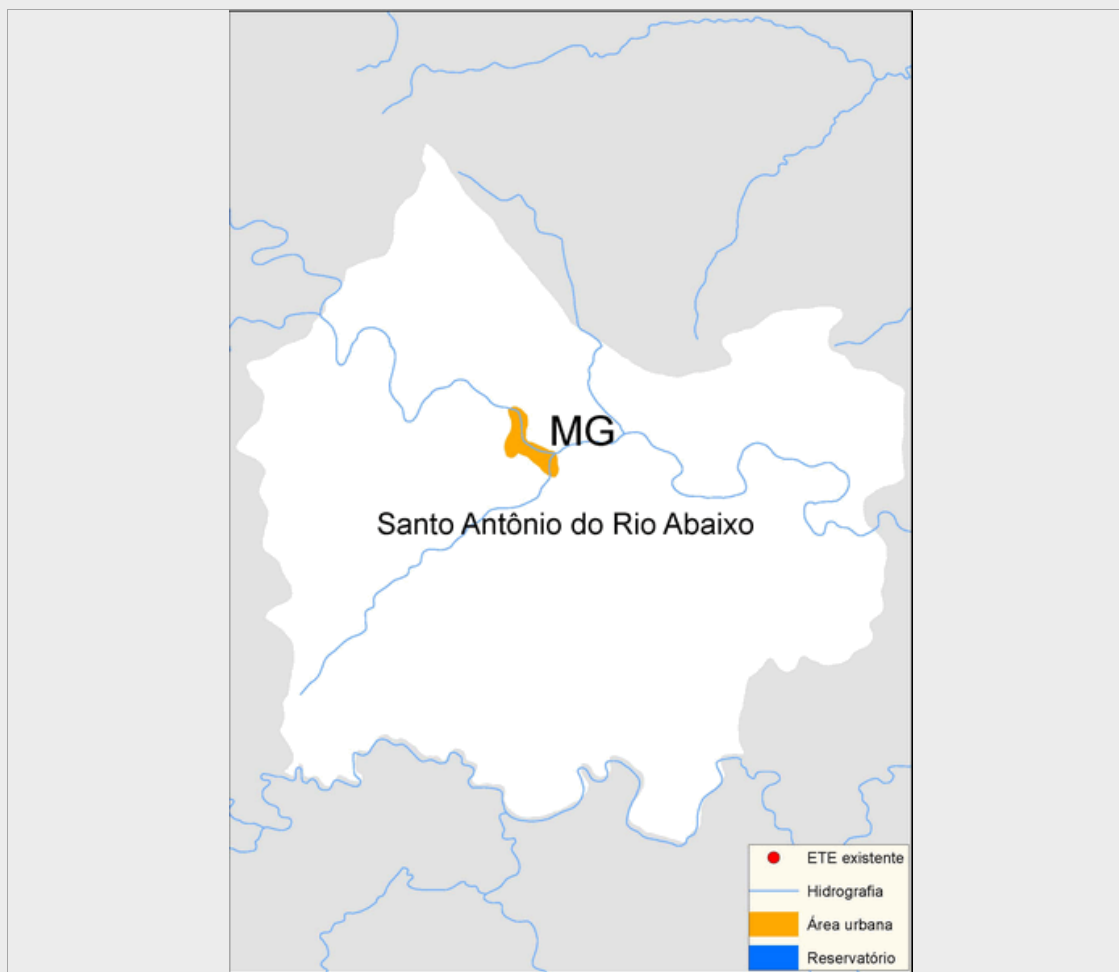 MG
Santo Antônio do Rio Abaixo
ETE existente
Hidrografia
Área urbana
Reservatório